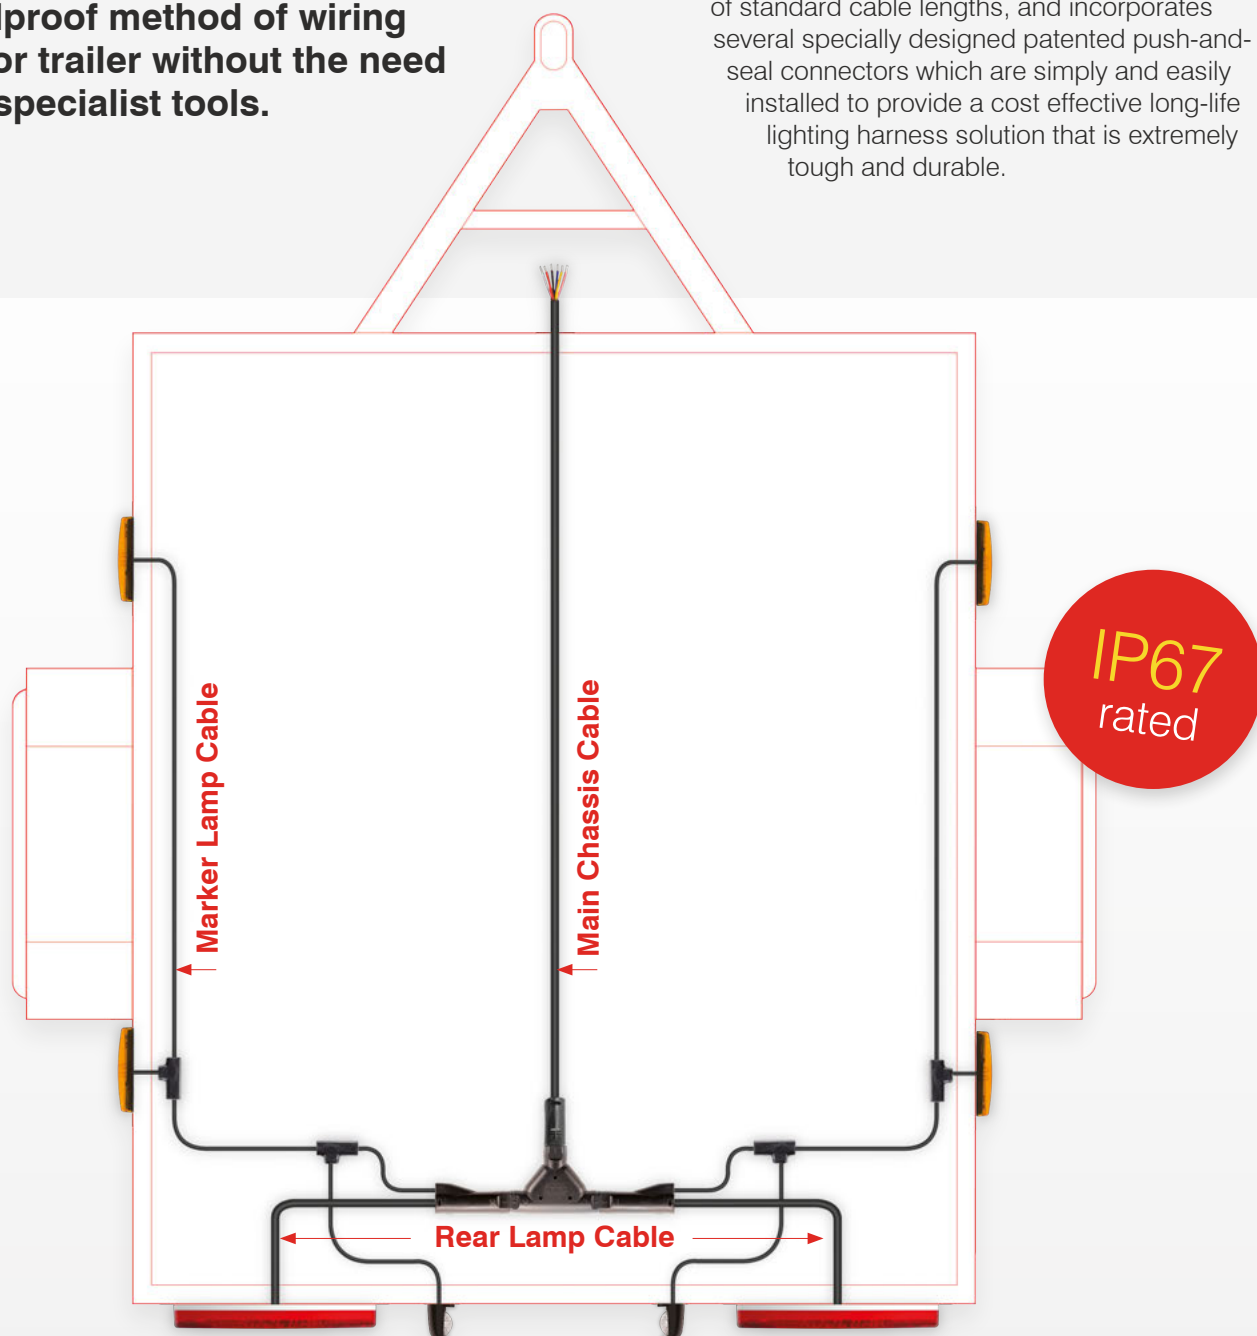 lproof method of wiring
or trailer without the need
specialist tools.
of standard cable lengths, and incorporates
several specially designed patented push-and-
seal connectors which are simply and easily
installed to provide a cost effective long-life
lighting harness solution that is extremely
tough and durable.
IP67
rated
Marker Lamp Cable
Main Chassis Cable
Rear Lamp Cable